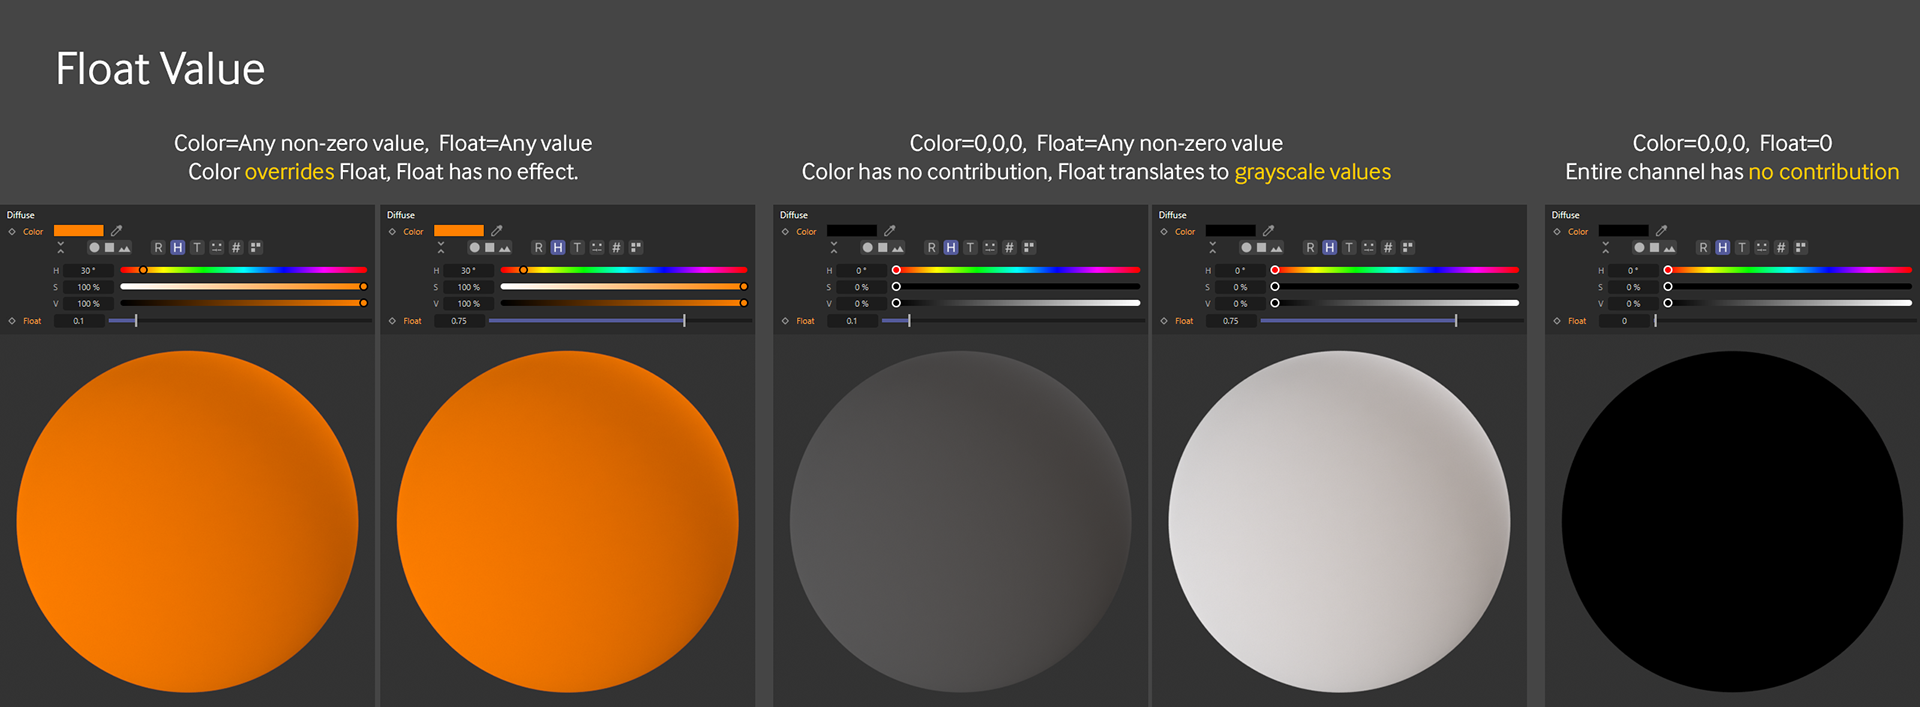 Float Value
Color=Any non-zero value, Float=Any value
Color overrides Float, Float has no effect.
Color=0,0,0, Float=Any non-zero value
Color has no contribution, Float translates to grayscale values
Color=0,0,0, Float=0
Entire channel has no contribution
Diffuse
Color
R H T #
H 30 °
S 100 %
V 100 %
Float 0.1
Diffuse
Color
R H T #
H 30 °
S 100 %
V 100 %
Float 0.75
Diffuse
Color
R H T #
H 0 °
S 0 %
V 0 %
Float 0.1
Diffuse
Color
R H T #
H 0 °
S 0 %
V 0 %
Float 0.75
Diffuse
Color
R H T #
H 0 °
S 0 %
V 0 %
Float 0